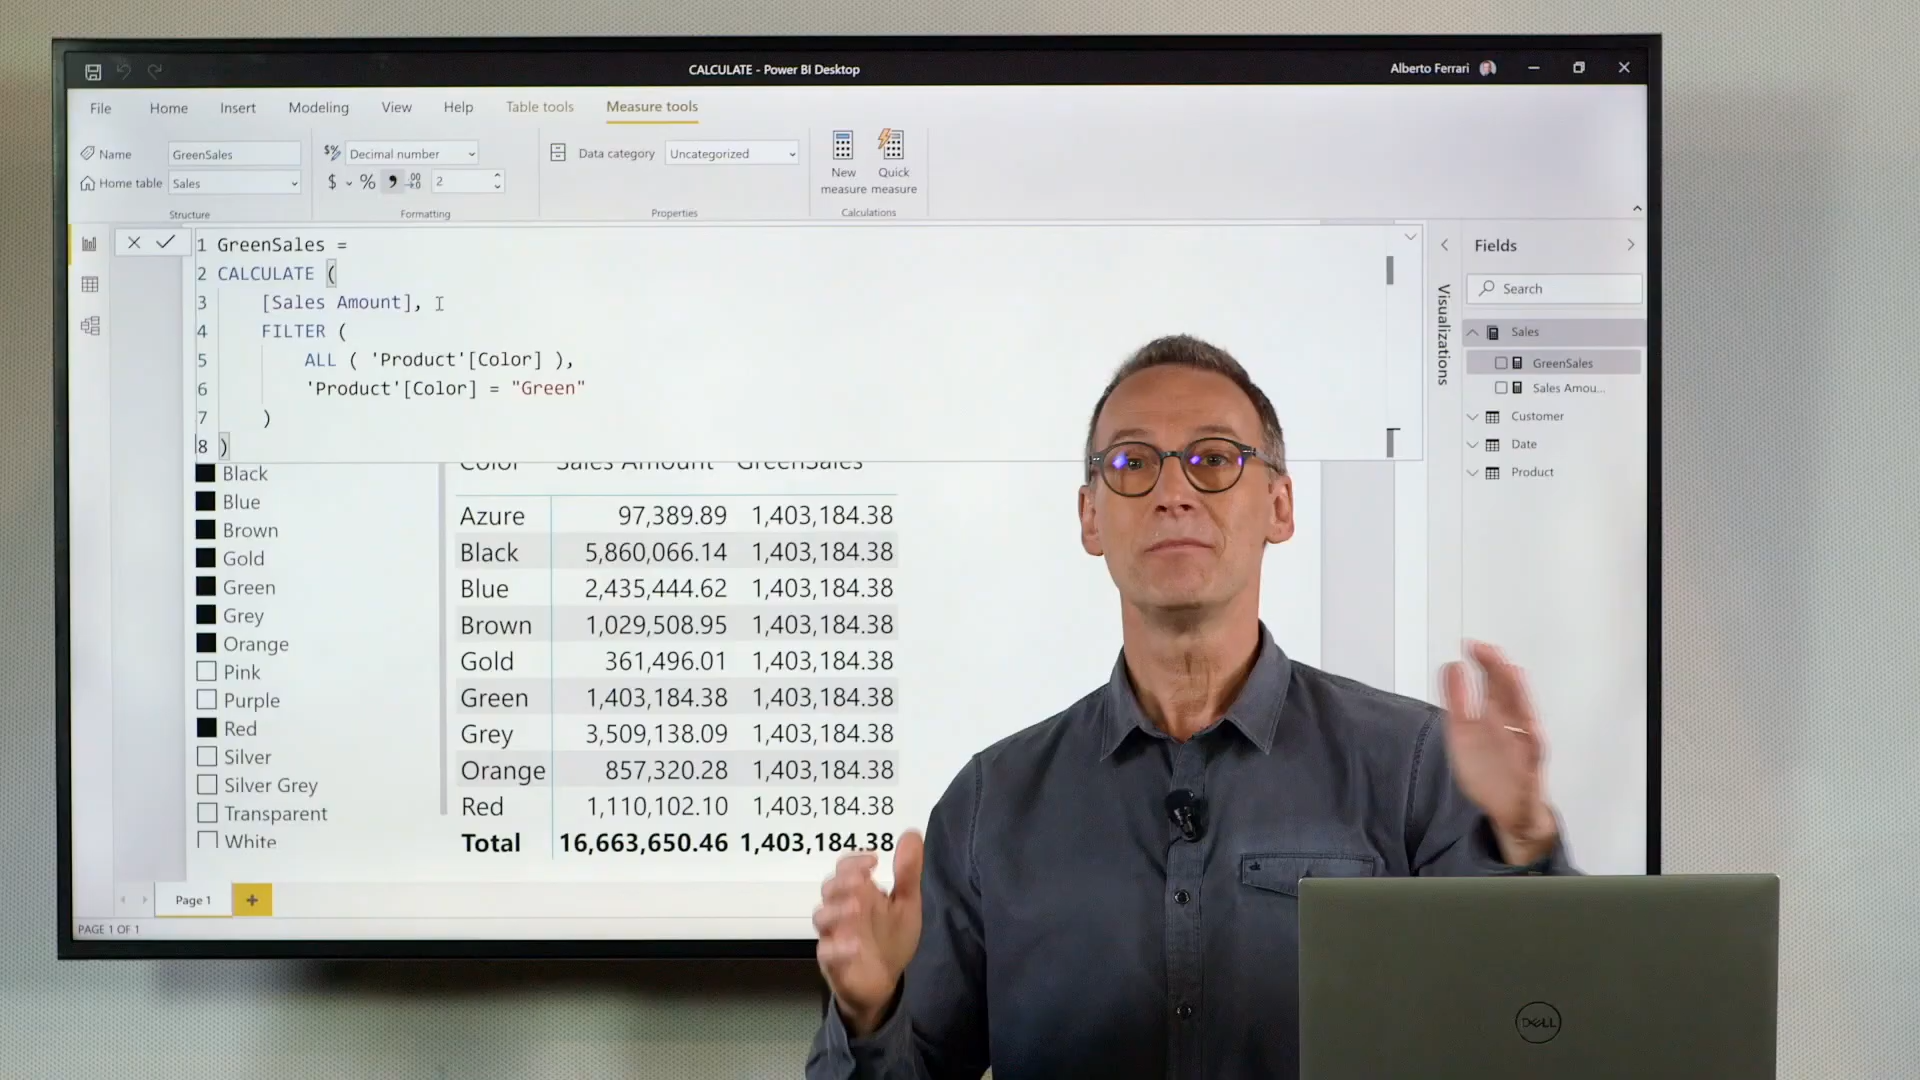 CALCULATE - Power BI Desktop
Alberto Ferrari
File Home Insert Modeling View Help Table tools Measure tools
Name GreenSales
Home table Sales
Structure
Decimal number
$ % 2
Formatting
Data category Uncategorized
Properties
New measure
Quick measure
Calculations
1 GreenSales =
2 CALCULATE (
3 [Sales Amount],
4 FILTER (
5 ALL ( 'Product'[Color] ),
6 'Product'[Color] = "Green"
7 )
8 )
Black
Blue
Brown
Gold
Green
Grey
Orange
Pink
Purple
Red
Silver
Silver Grey
Transparent
White
Color Sales Amount GreenSales
Azure 97,389.89 1,403,184.38
Black 5,860,066.14 1,403,184.38
Blue 2,435,444.62 1,403,184.38
Brown 1,029,508.95 1,403,184.38
Gold 361,496.01 1,403,184.38
Green 1,403,184.38 1,403,184.38
Grey 3,509,138.09 1,403,184.38
Orange 857,320.28 1,403,184.38
Red 1,110,102.10 1,403,184.38
Total 16,663,650.46 1,403,184.38
Visualizations
Fields
Search
Sales
GreenSales
Sales Amou...
Customer
Date
Product
Page 1
PAGE 1 OF 1
DELL